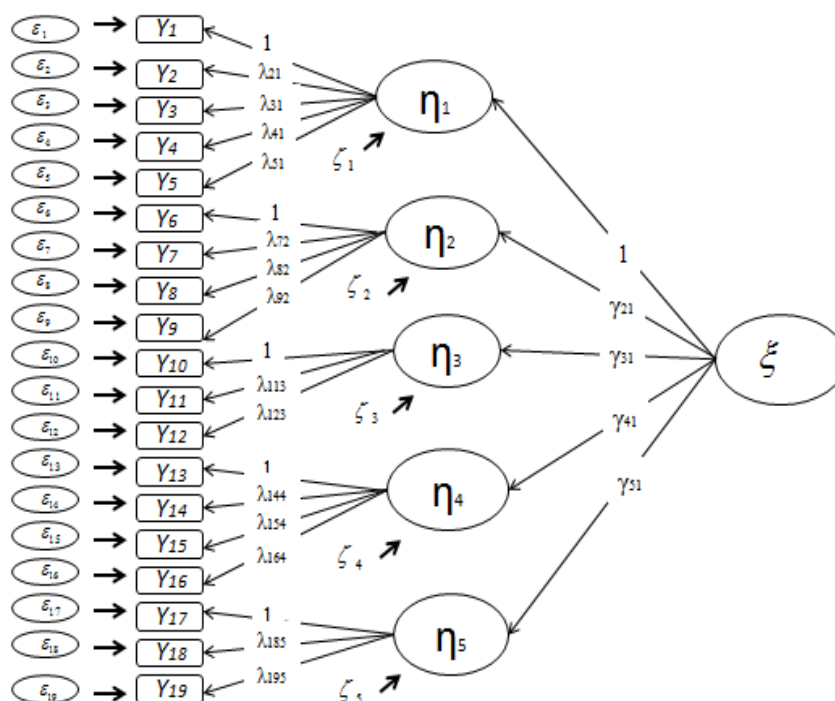 ε1 Y1 1
ε2 Y2 λ21
ε3 Y3 λ31 η1
ε4 Y4 λ41
ε5 Y5 λ51 ζ1
ε6 Y6 1
ε7 Y7 λ72 η2 1
ε8 Y8 λ82
ε9 Y9 λ92 ζ2 γ21
ε10 Y10 1
ε11 Y11 λ113 η3 γ31 ξ
ε12 Y12 λ123 ζ3
ε13 Y13 1 γ41
ε14 Y14 λ144 η4 γ51
ε15 Y15 λ154
ε16 Y16 λ164 ζ4
ε17 Y17 1
ε18 Y18 λ185 η5
ε19 Y19 λ195 ζ5